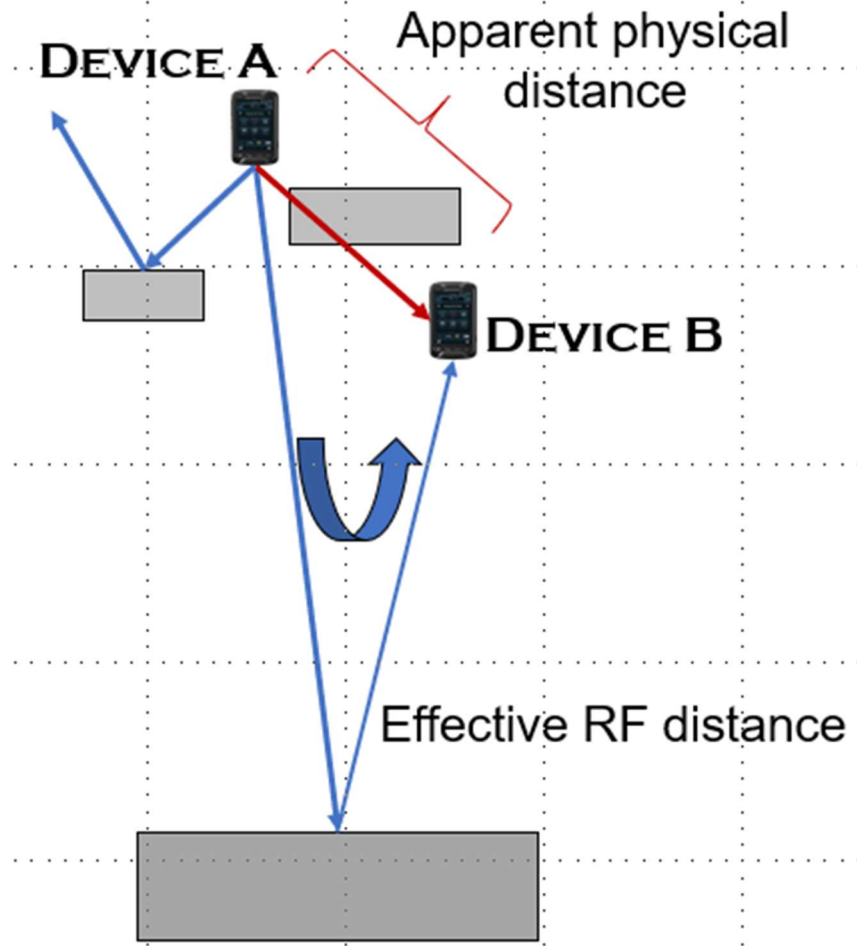 DEVICE A
Apparent physical
distance
DEVICE B
Effective RF distance